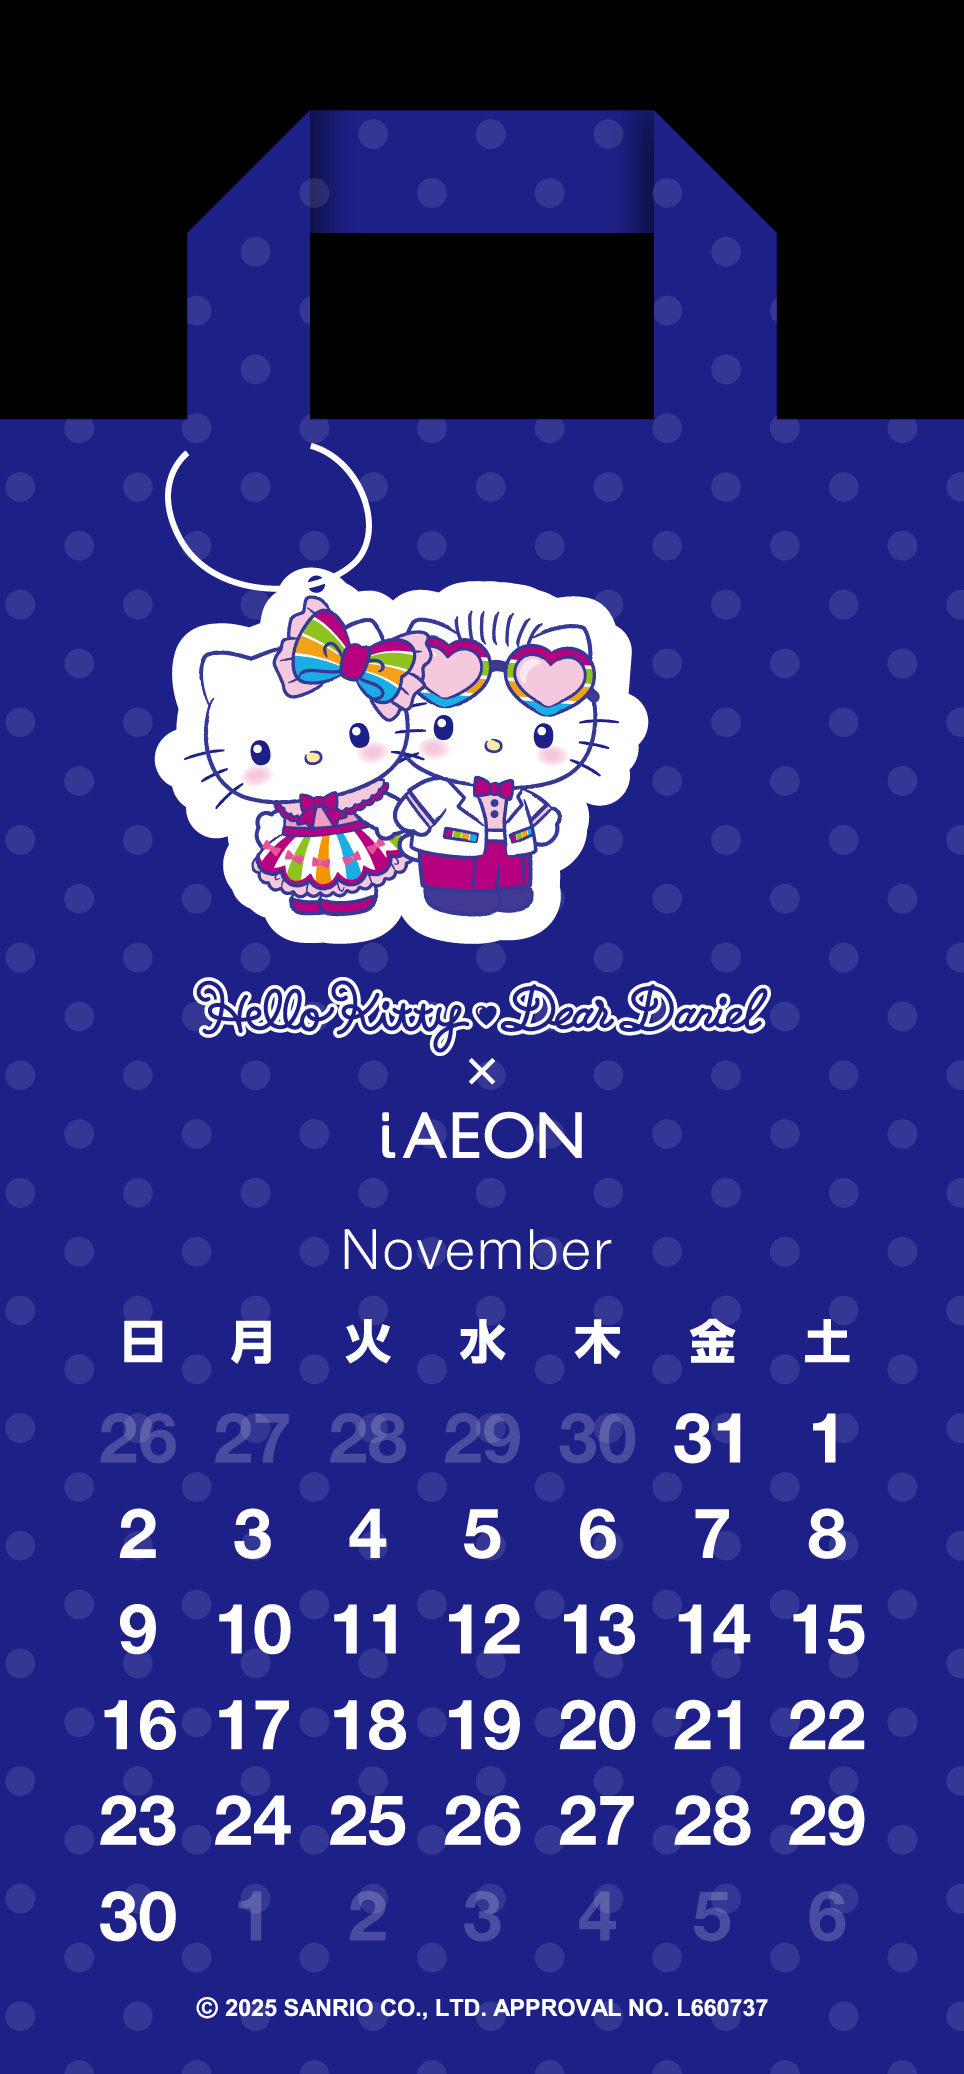 Hello Kitty ♥ Dear Daniel
×
iAEON
November
日 月 火 水 木 金 土
26 27 28 29 30 31 1
2 3 4 5 6 7 8
9 10 11 12 13 14 15
16 17 18 19 20 21 22
23 24 25 26 27 28 29
30 1 2 3 4 5 6
© 2025 SANRIO CO., LTD. APPROVAL NO. L660737